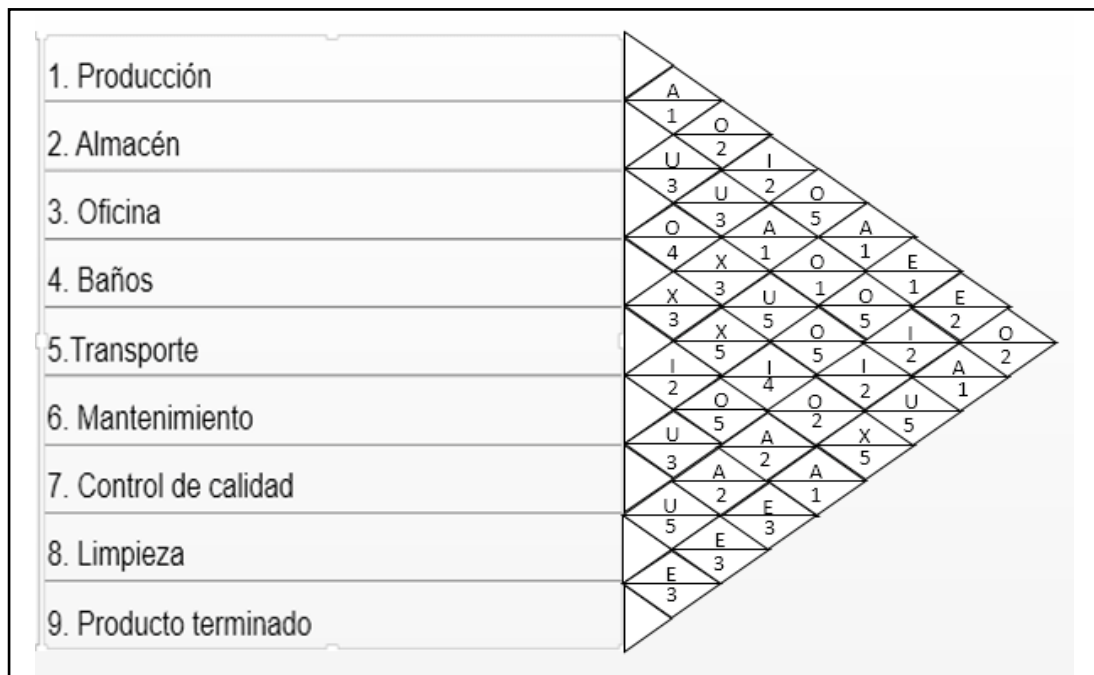 1. Producción
2. Almacén
3. Oficina
4. Baños
5.Transporte
6. Mantenimiento
7. Control de calidad
8. Limpieza
9. Producto terminado
A
1
O
2
U I
3 2
U O
3 5
O A A
4 1 1
X O E
3 1 1
X U O E
3 5 5 2
X O I O
5 5 2 2
I I I A
2 4 2 1
O O U
5 2 5
U A X
3 2 5
A A
2 1
U E
5 3
E
3
E
3